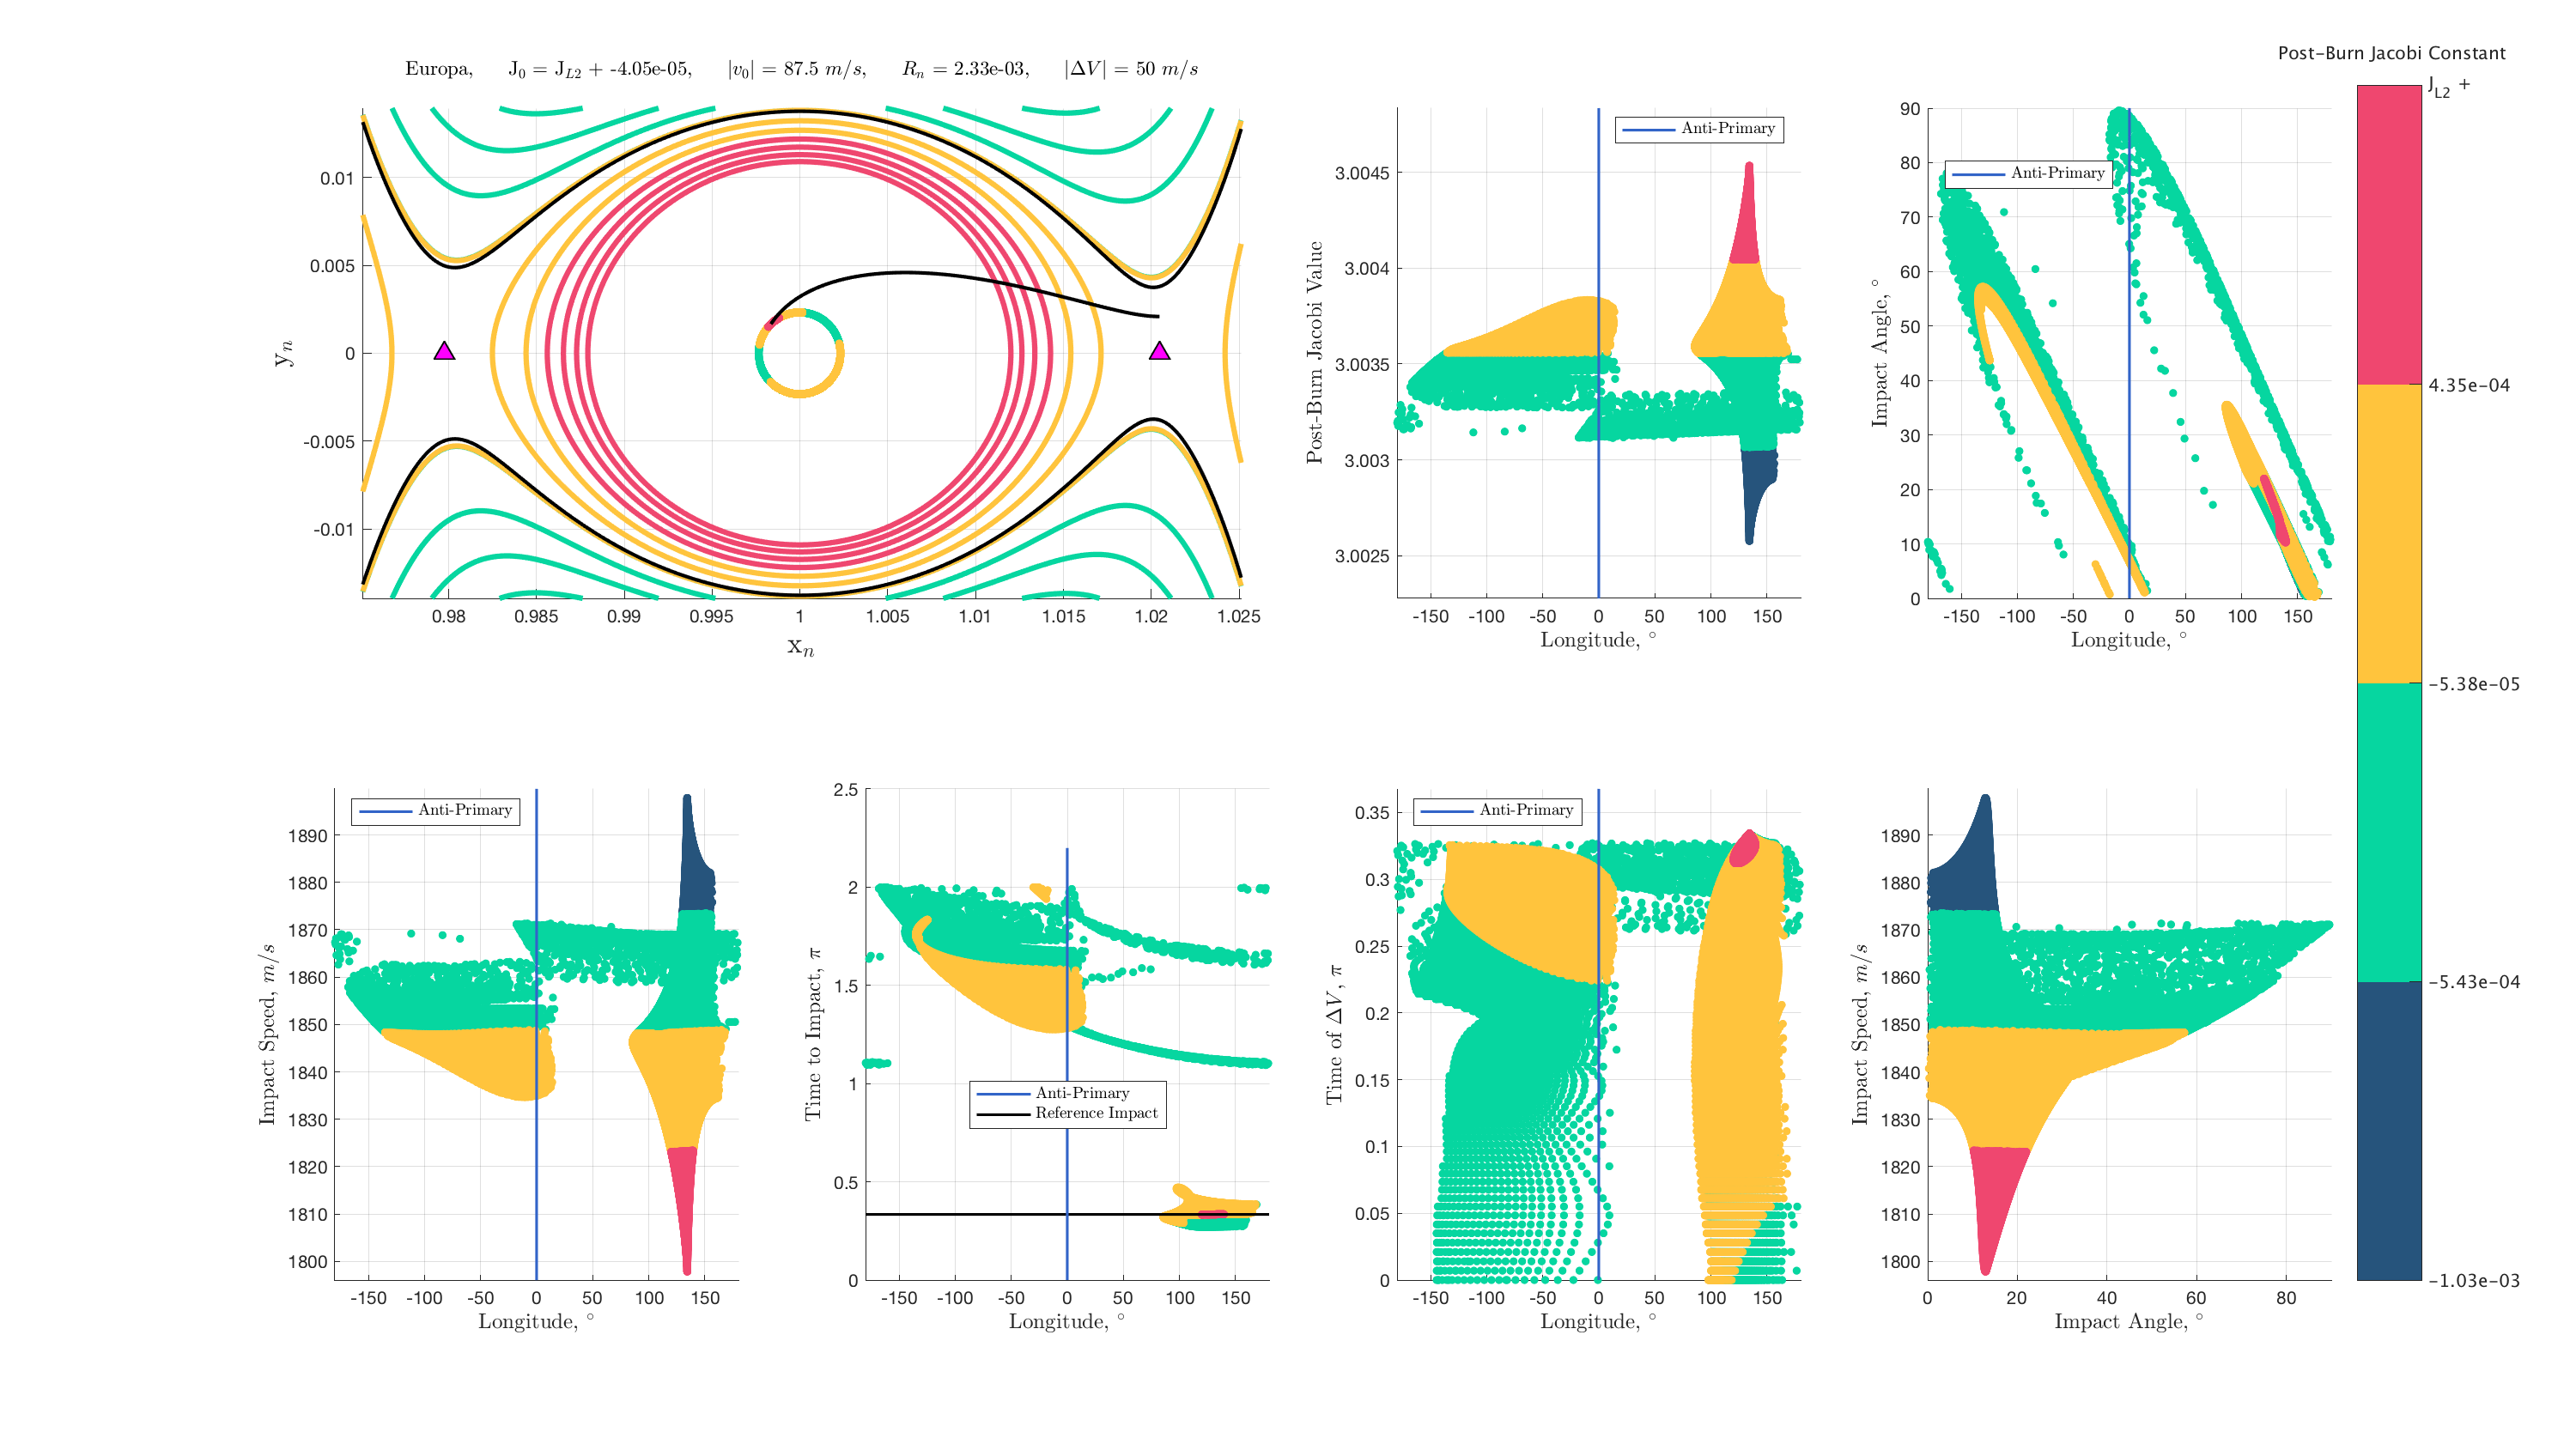 Europa, J0 = JL2 + -4.05e-05, |v0| = 87.5 m/s, Rn = 2.33e-03, |ΔV| = 50 m/s
0.01
0.005
0
-0.005
-0.01
yn
0.98 0.985 0.99 0.995 1 1.005 1.01 1.015 1.02 1.025
xn
Anti-Primary
3.0045
3.004
3.0035
3.003
3.0025
Post-Burn Jacobi Value
-150 -100 -50 0 50 100 150
Longitude, °
Anti-Primary
90
80
70
60
50
40
30
20
10
0
Impact Angle, °
-150 -100 -50 0 50 100 150
Longitude, °
Post-Burn Jacobi Constant
JL2 +
4.35e-04
-5.38e-05
-5.43e-04
-1.03e-03
Anti-Primary
1890
1880
1870
1860
1850
1840
1830
1820
1810
1800
Impact Speed, m/s
-150 -100 -50 0 50 100 150
Longitude, °
2.5
2
1.5
1
0.5
0
Time to Impact, π
Anti-Primary
Reference Impact
-150 -100 -50 0 50 100 150
Longitude, °
Anti-Primary
0.35
0.3
0.25
0.2
0.15
0.1
0.05
0
Time of ΔV, π
-150 -100 -50 0 50 100 150
Longitude, °
1890
1880
1870
1860
1850
1840
1830
1820
1810
1800
Impact Speed, m/s
0 20 40 60 80
Impact Angle, °